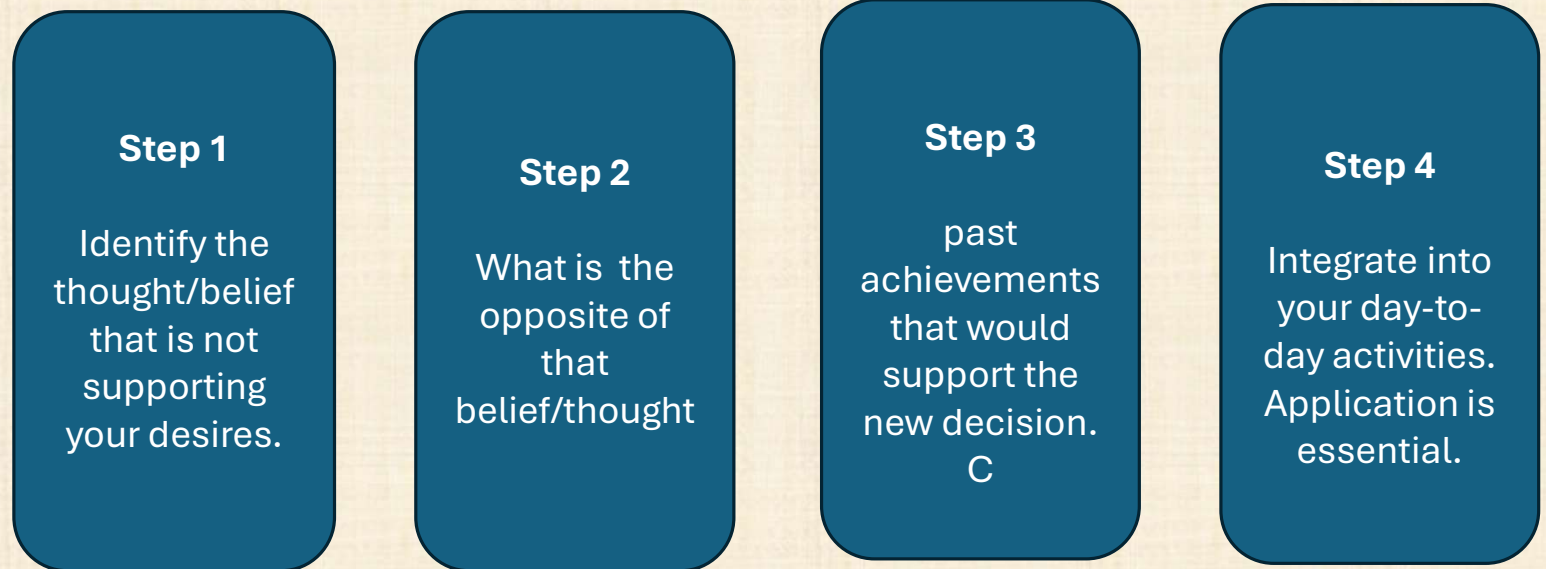 Step 1
Identify the
thought/belief
that is not
supporting
your desires.
Step 2
What is  the
opposite of
that
belief/thought
Step 3
past
achievements
that would
support the
new decision.
C
Step 4
Integrate into
your day-to-
day activities.
Application is
essential.